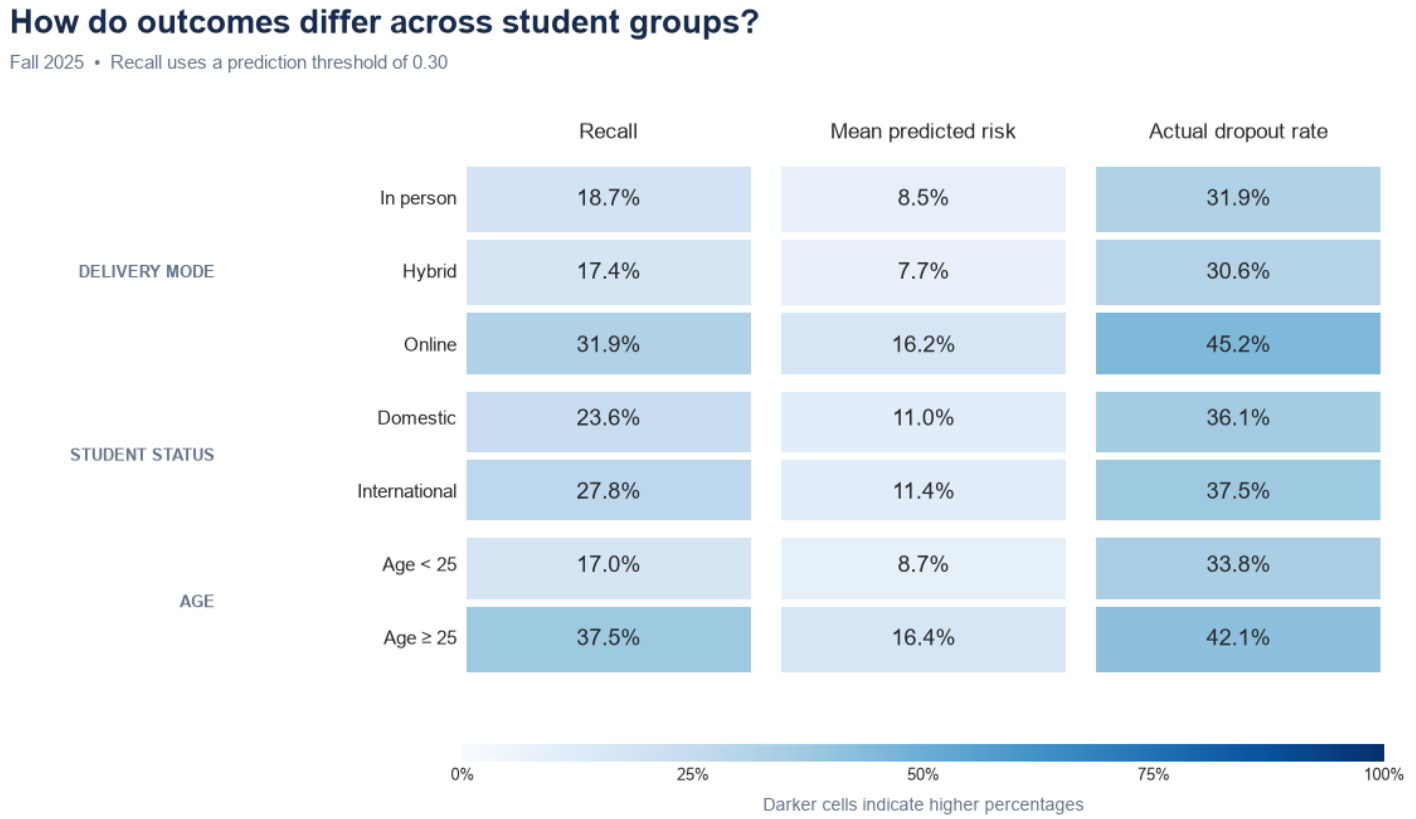 How do outcomes differ across student groups?
Fall 2025 • Recall uses a prediction threshold of 0.30
Recall Mean predicted risk Actual dropout rate
In person 18.7% 8.5% 31.9%
DELIVERY MODE Hybrid 17.4% 7.7% 30.6%
Online 31.9% 16.2% 45.2%
Domestic 23.6% 11.0% 36.1%
STUDENT STATUS
International 27.8% 11.4% 37.5%
Age < 25 17.0% 8.7% 33.8%
AGE
Age ≥ 25 37.5% 16.4% 42.1%
0% 25% 50% 75% 100%
Darker cells indicate higher percentages